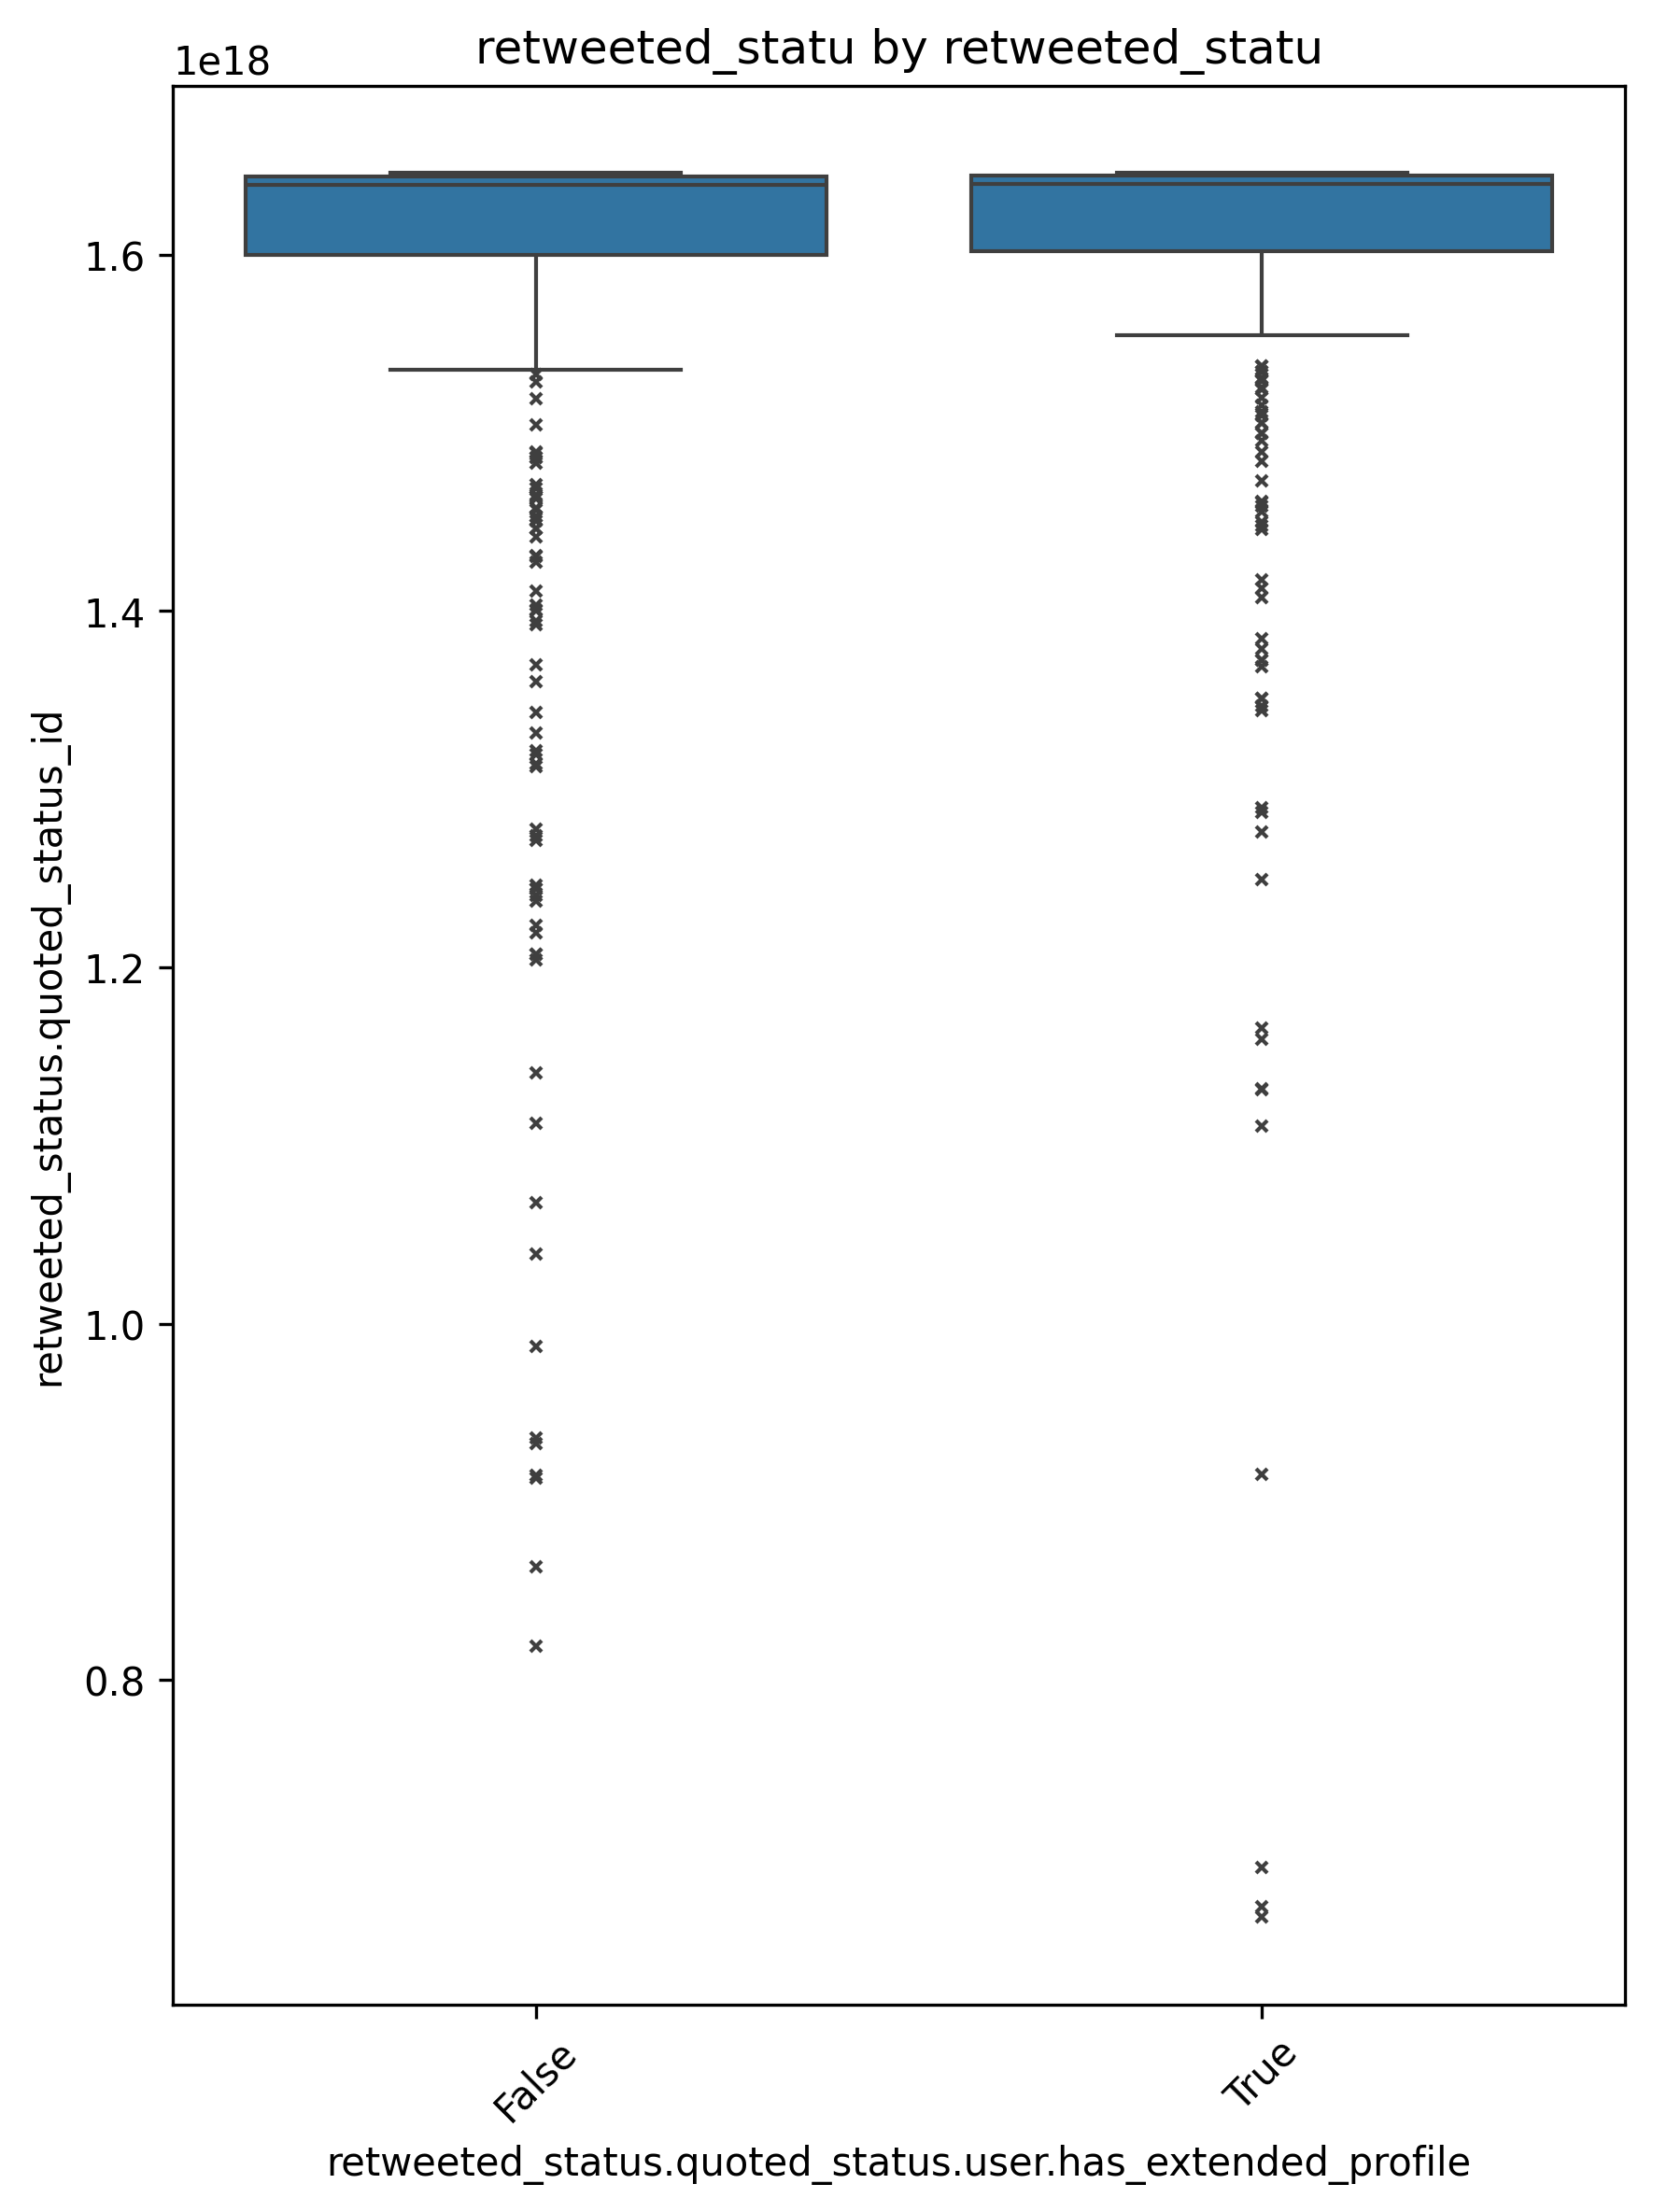 retweeted_statu by retweeted_statu
1e18
1.6
1.4
1.2
1.0
0.8
retweeted_status.quoted_status_id
False
True
retweeted_status.quoted_status.user.has_extended_profile